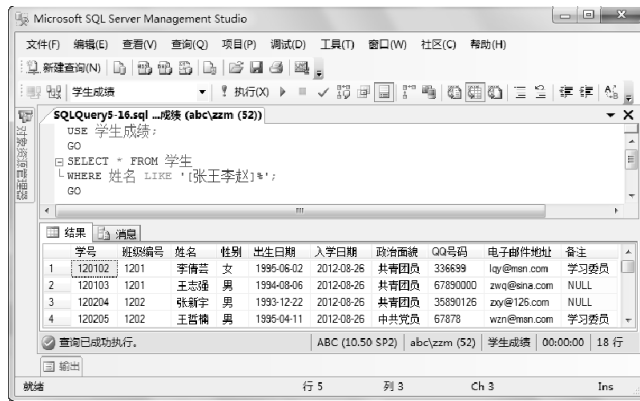 Microsoft SQL Server Management Studio
文件(F) 编辑(E) 查看(V) 查询(Q) 项目(P) 调试(D) 工具(T) 窗口(W) 社区(C) 帮助(H)
新建查询(N)
学生成绩 执行(X)
SQLQuery5-16.sql ...成绩 (abc\zzm (52))
对象资源管理器
USE 学生成绩;
GO
SELECT * FROM 学生
WHERE 姓名 LIKE '[张王李赵]%';
GO
结果 消息
学号 班级编号 姓名 性别 出生日期 入学日期 政治面貌 QQ号码 电子邮件地址 备注
1 120102 1201 李倩芸 女 1995-06-02 2012-08-26 共青团员 336699 lqy@msn.com 学习委员
2 120103 1201 王志强 男 1994-08-06 2012-08-26 共青团员 67890000 zwq@sina.com NULL
3 120204 1202 张新宇 男 1993-12-22 2012-08-26 共青团员 35890126 zxy@126.com NULL
4 120205 1202 王哲楠 男 1995-04-11 2012-08-26 中共党员 67878 wzn@msn.com 学习委员
查询已成功执行。 ABC (10.50 SP2) abc\zzm (52) 学生成绩 00:00:00 18 行
输出
就绪 行 5 列 3 Ch 3 Ins